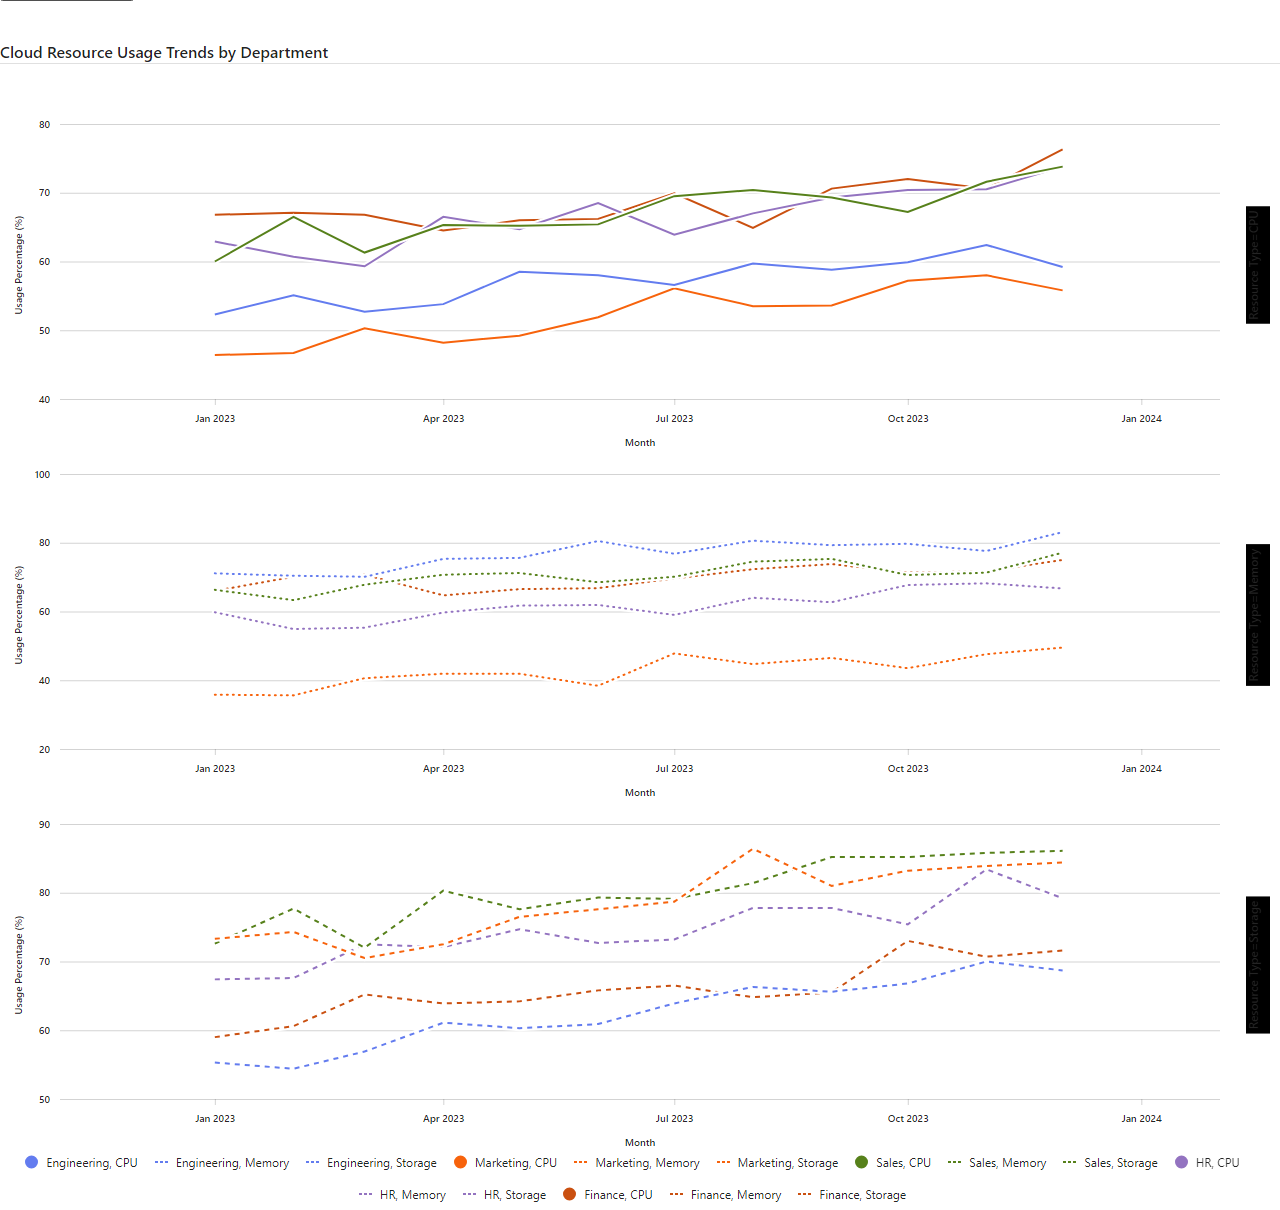 Cloud Resource Usage Trends by Department
80
70
60
50
40
Usage Percentage (%)
Jan 2023 Apr 2023 Jul 2023 Oct 2023 Jan 2024
Month
Resource Type=CPU
100
80
60
40
20
Usage Percentage (%)
Jan 2023 Apr 2023 Jul 2023 Oct 2023 Jan 2024
Month
Resource Type=Memory
90
80
70
60
50
Usage Percentage (%)
Jan 2023 Apr 2023 Jul 2023 Oct 2023 Jan 2024
Month
Resource Type=Storage
Engineering, CPU Engineering, Memory Engineering, Storage Marketing, CPU Marketing, Memory Marketing, Storage Sales, CPU Sales, Memory Sales, Storage HR, CPU
HR, Memory HR, Storage Finance, CPU Finance, Memory Finance, Storage